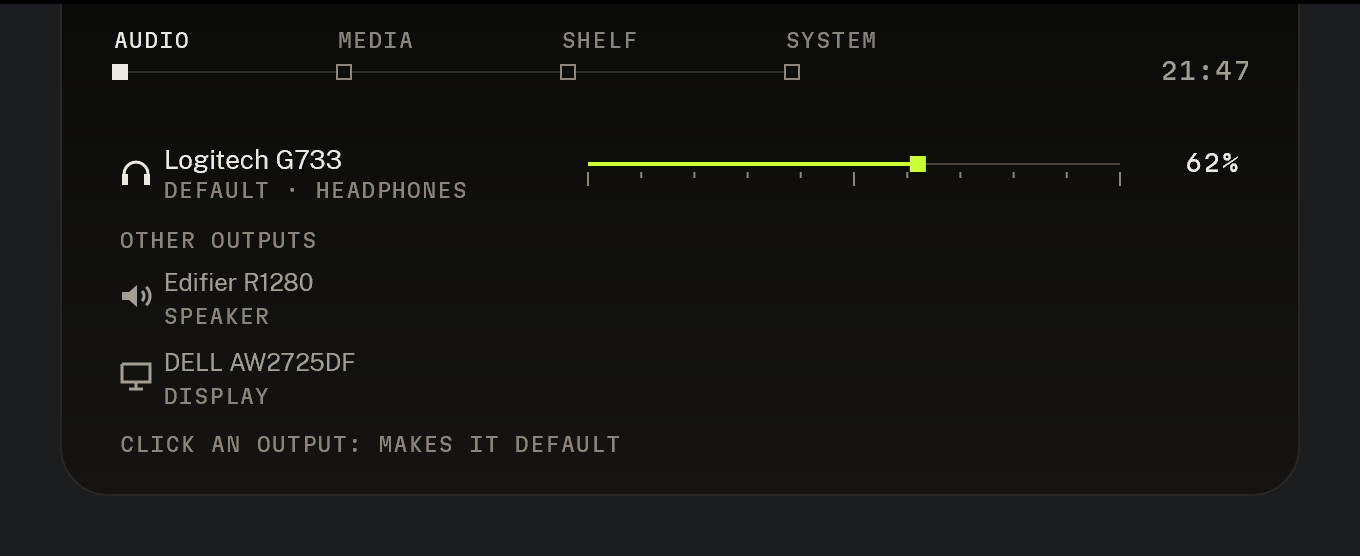 AUDIO MEDIA SHELF SYSTEM
21:47
Logitech G733
DEFAULT · HEADPHONES
62%
OTHER OUTPUTS
Edifier R1280
SPEAKER
DELL AW2725DF
DISPLAY
CLICK AN OUTPUT: MAKES IT DEFAULT